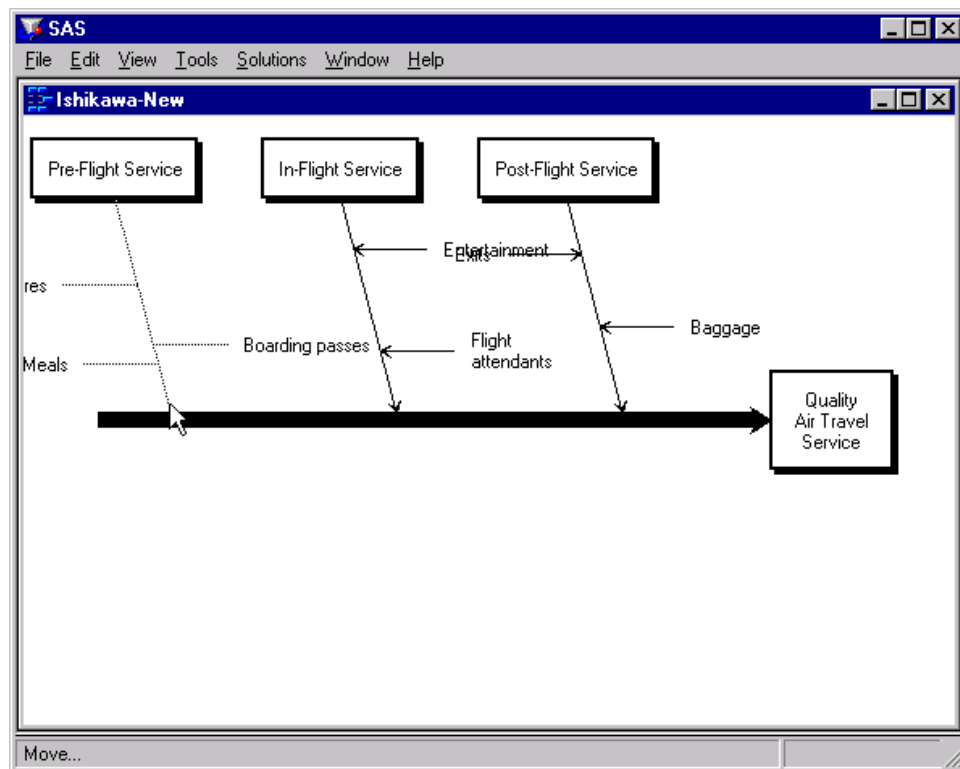 SAS
File Edit View Tools Solutions Window Help
Ishikawa-New
Pre-Flight Service
In-Flight Service
Post-Flight Service
Entertainment
Exits
res
Baggage
Boarding passes
Flight
attendants
Meals
Quality
Air Travel
Service
Move...